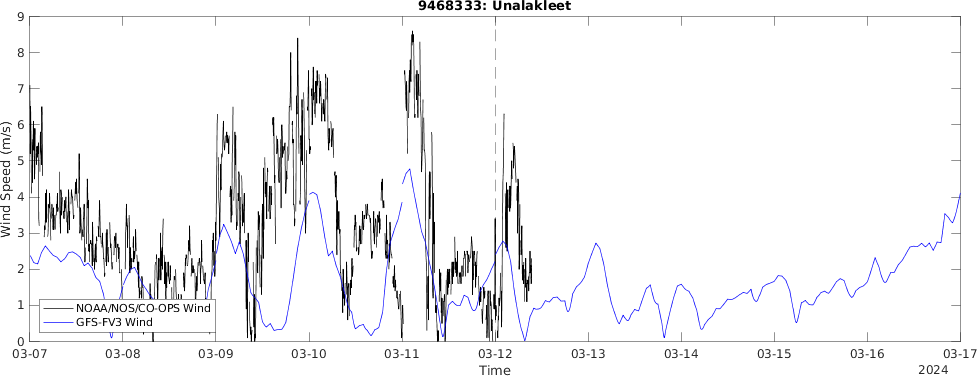 9468333: Unalakleet
9
8
7
6
5
4
3
2
1
0
Wind Speed (m/s)
NOAA/NOS/CO-OPS Wind
GFS-FV3 Wind
03-07 03-08 03-09 03-10 03-11 03-12 03-13 03-14 03-15 03-16 03-17
Time
2024